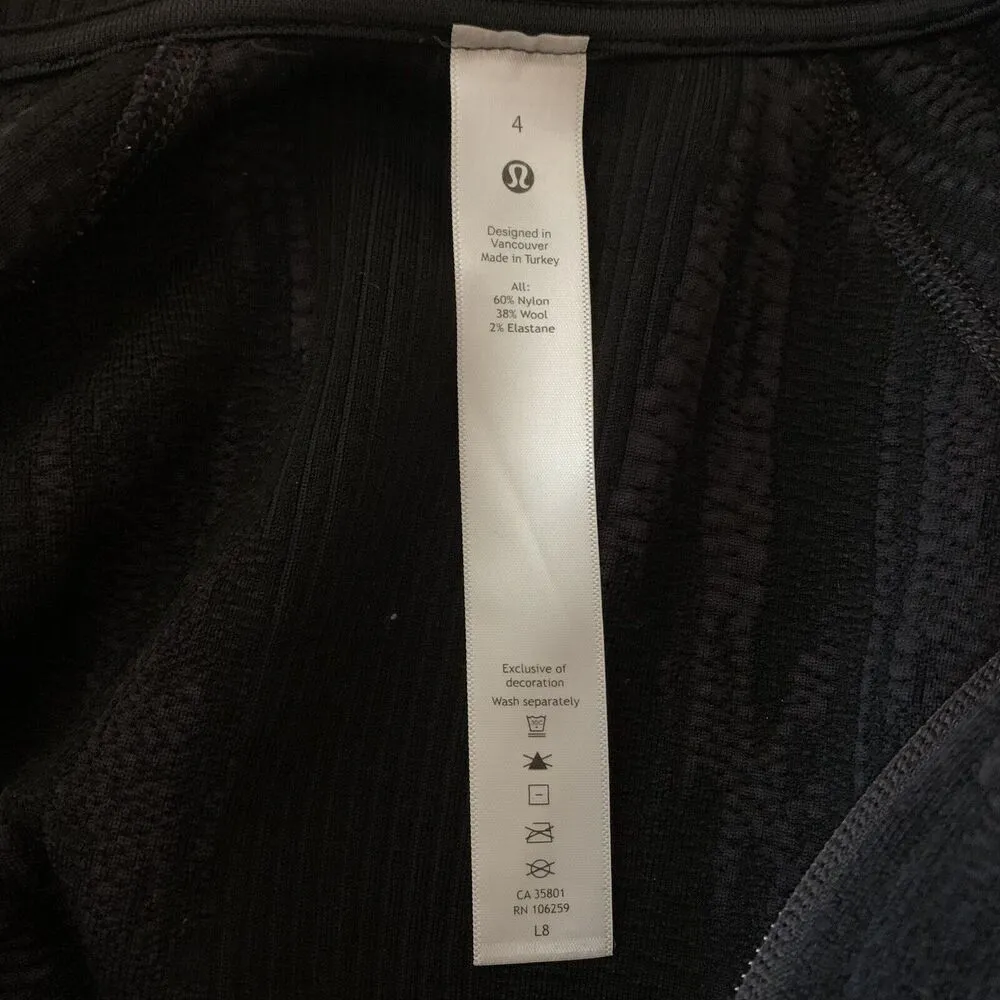 4
Designed in
Vancouver
Made in Turkey
All:
60% Nylon
38% Wool
2% Elastane
Exclusive of
decoration
Wash separately
30C
CA 35801
RN 106259
L8